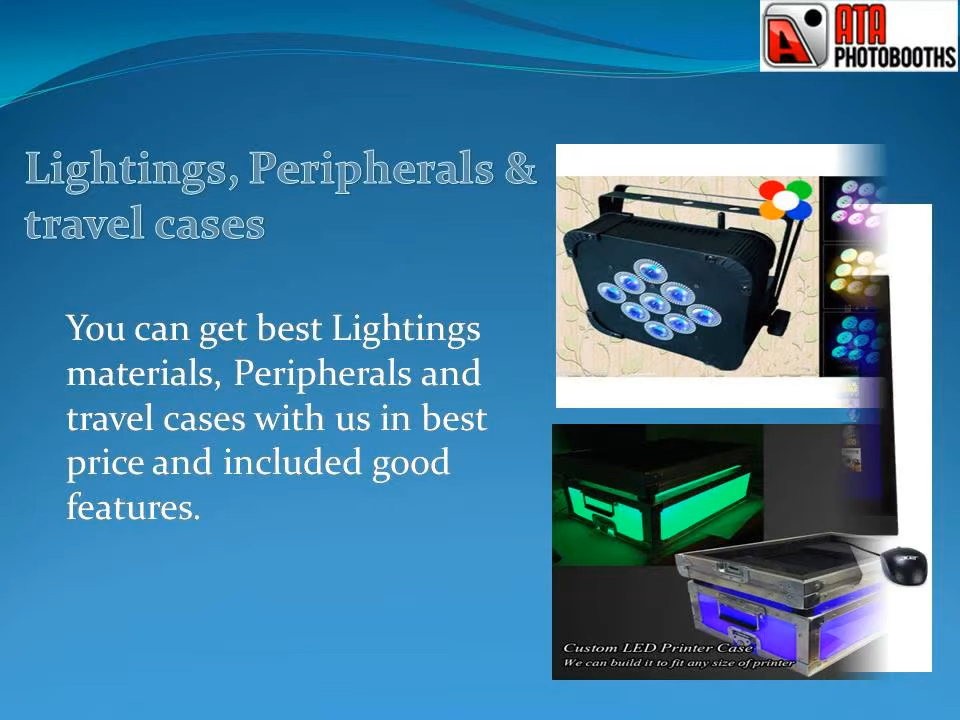 ATA
PHOTOBOOTHS
Lightings, Peripherals &
travel cases
You can get best Lightings
materials, Peripherals and
travel cases with us in best
price and included good
features.
acer
Custom LED Printer Case
We can build it to fit any size of printer